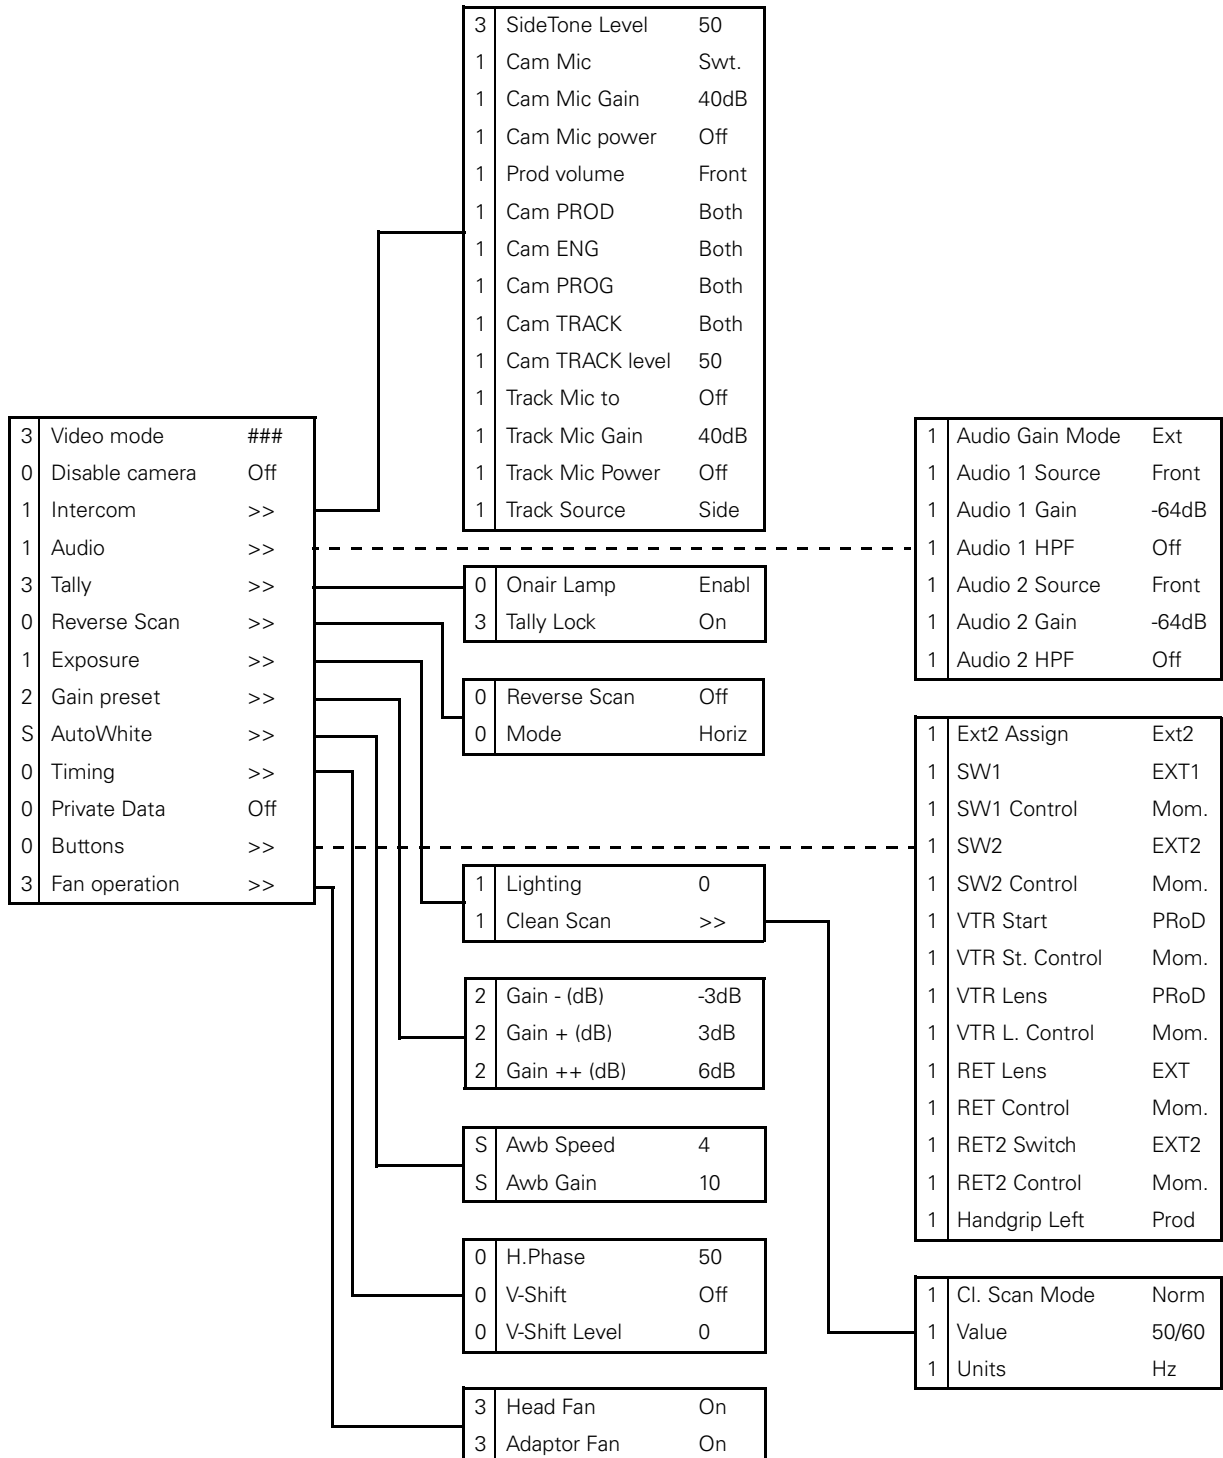 3 SideTone Level 50
1 Cam Mic Swt.
1 Cam Mic Gain 40dB
1 Cam Mic power Off
1 Prod volume Front
1 Cam PROD Both
1 Cam ENG Both
1 Cam PROG Both
1 Cam TRACK Both
1 Cam TRACK level 50
1 Track Mic to Off
1 Track Mic Gain 40dB
1 Track Mic Power Off
1 Track Source Side
3 Video mode ###
0 Disable camera Off
1 Intercom >>
1 Audio >>
3 Tally >>
0 Reverse Scan >>
1 Exposure >>
2 Gain preset >>
S AutoWhite >>
0 Timing >>
0 Private Data Off
0 Buttons >>
3 Fan operation >>
0 Onair Lamp Enabl
3 Tally Lock On
0 Reverse Scan Off
0 Mode Horiz
1 Lighting 0
1 Clean Scan >>
2 Gain - (dB) -3dB
2 Gain + (dB) 3dB
2 Gain ++ (dB) 6dB
S Awb Speed 4
S Awb Gain 10
0 H.Phase 50
0 V-Shift Off
0 V-Shift Level 0
3 Head Fan On
3 Adaptor Fan On
1 Audio Gain Mode Ext
1 Audio 1 Source Front
1 Audio 1 Gain -64dB
1 Audio 1 HPF Off
1 Audio 2 Source Front
1 Audio 2 Gain -64dB
1 Audio 2 HPF Off
1 Ext2 Assign Ext2
1 SW1 EXT1
1 SW1 Control Mom.
1 SW2 EXT2
1 SW2 Control Mom.
1 VTR Start PRoD
1 VTR St. Control Mom.
1 VTR Lens PRoD
1 VTR L. Control Mom.
1 RET Lens EXT
1 RET Control Mom.
1 RET2 Switch EXT2
1 RET2 Control Mom.
1 Handgrip Left Prod
1 Cl. Scan Mode Norm
1 Value 50/60
1 Units Hz